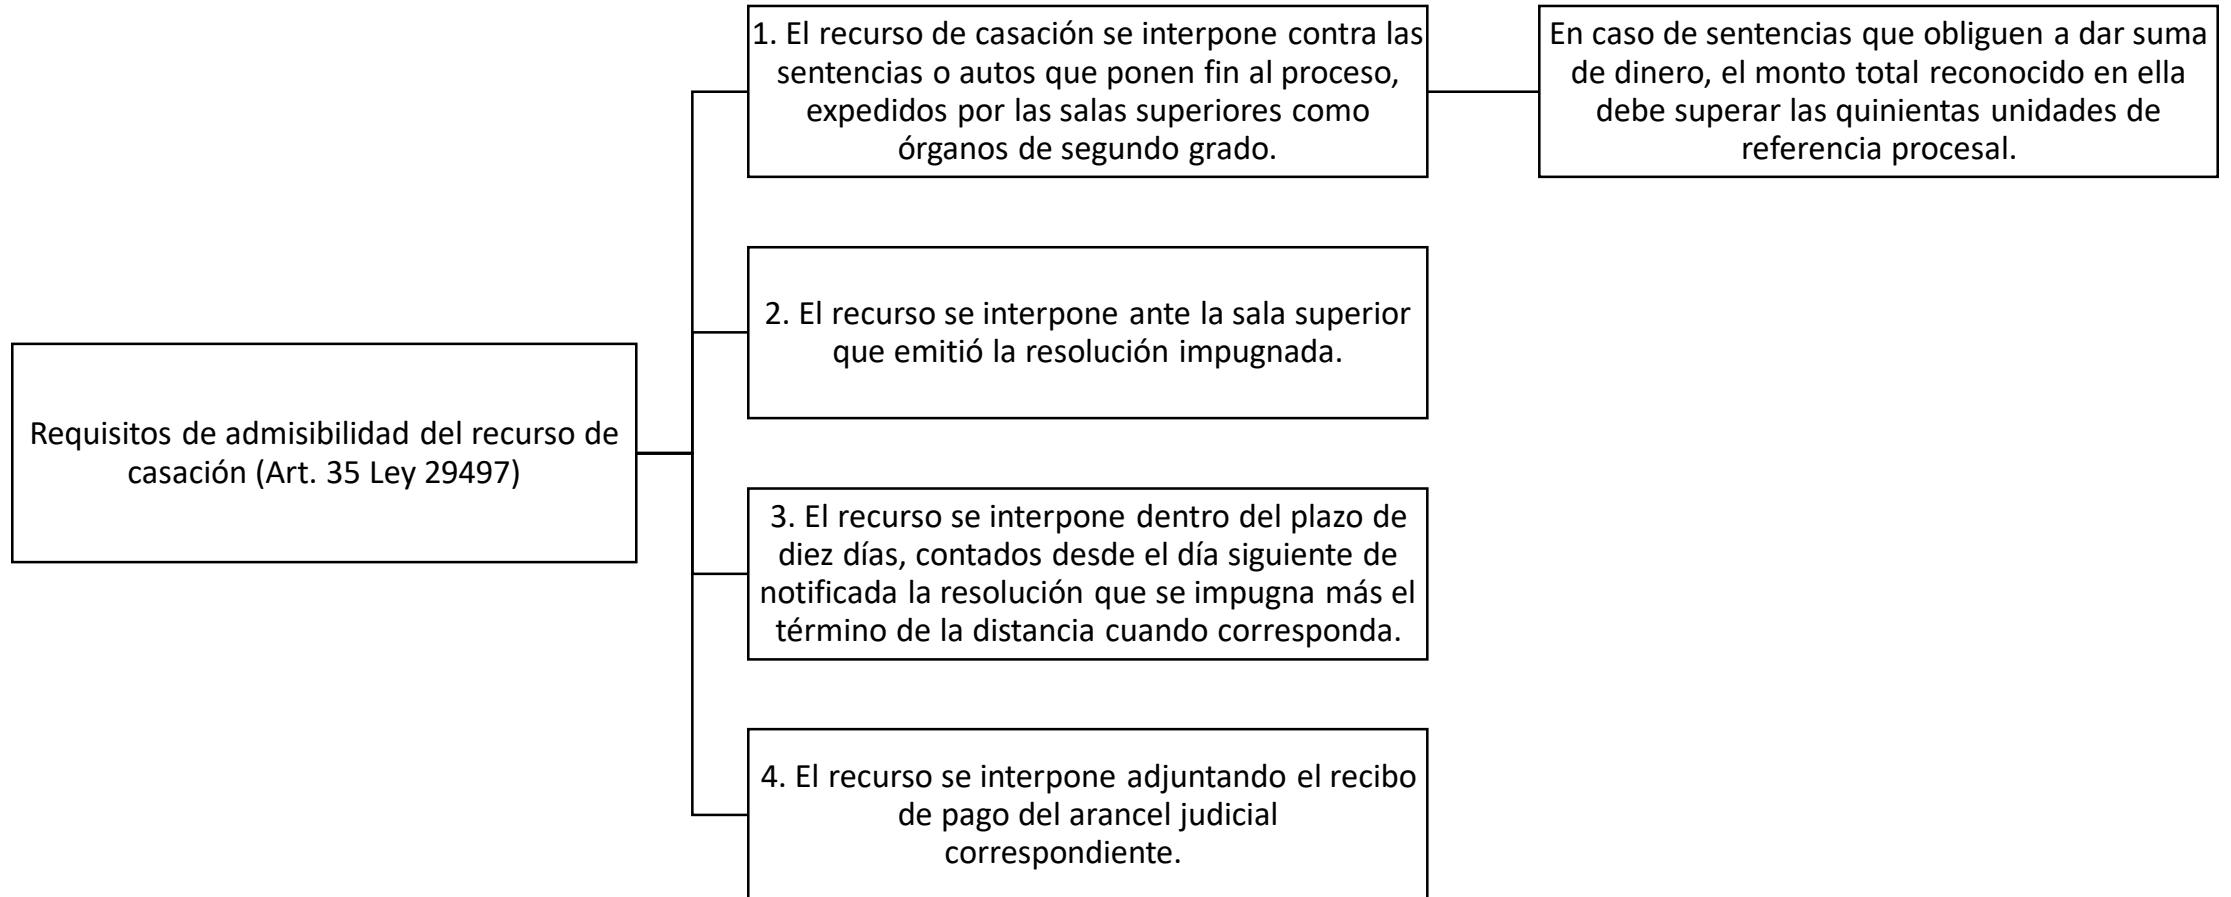 Requisitos de admisibilidad del recurso de
casación (Art. 35 Ley 29497)
1. El recurso de casación se interpone contra las
sentencias o autos que ponen fin al proceso,
expedidos por las salas superiores como
órganos de segundo grado.
En caso de sentencias que obliguen a dar suma
de dinero, el monto total reconocido en ella
debe superar las quinientas unidades de
referencia procesal.
2. El recurso se interpone ante la sala superior
que emitió la resolución impugnada.
3. El recurso se interpone dentro del plazo de
diez días, contados desde el día siguiente de
notificada la resolución que se impugna más el
término de la distancia cuando corresponda.
4. El recurso se interpone adjuntando el recibo
de pago del arancel judicial
correspondiente.